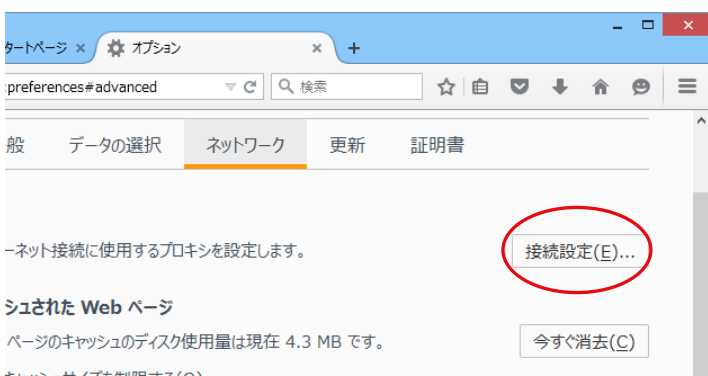 タートページ × オプション × +
:preferences#advanced 検索
般 データの選択 ネットワーク 更新 証明書
ーネット接続に使用するプロキシを設定します。 接続設定(E)...
シュされた Web ページ
ページのキャッシュのディスク使用量は現在 4.3 MB です。 今すぐ消去(C)